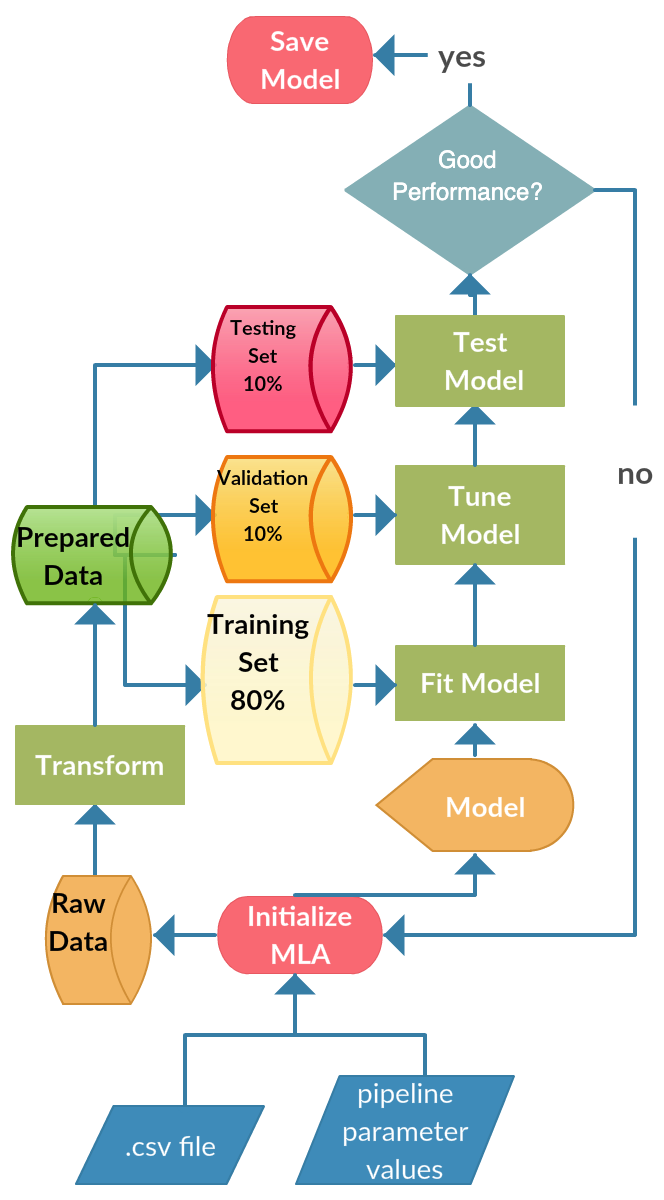 Save
Model
yes
Good
Performance?
Testing
Set
10%
Test
Model
no
Validation
Set
10%
Tune
Model
Prepared
Data
Training
Set
80%
Fit Model
Transform
Model
Raw
Data
Initialize
MLA
.csv file
pipeline
parameter
values